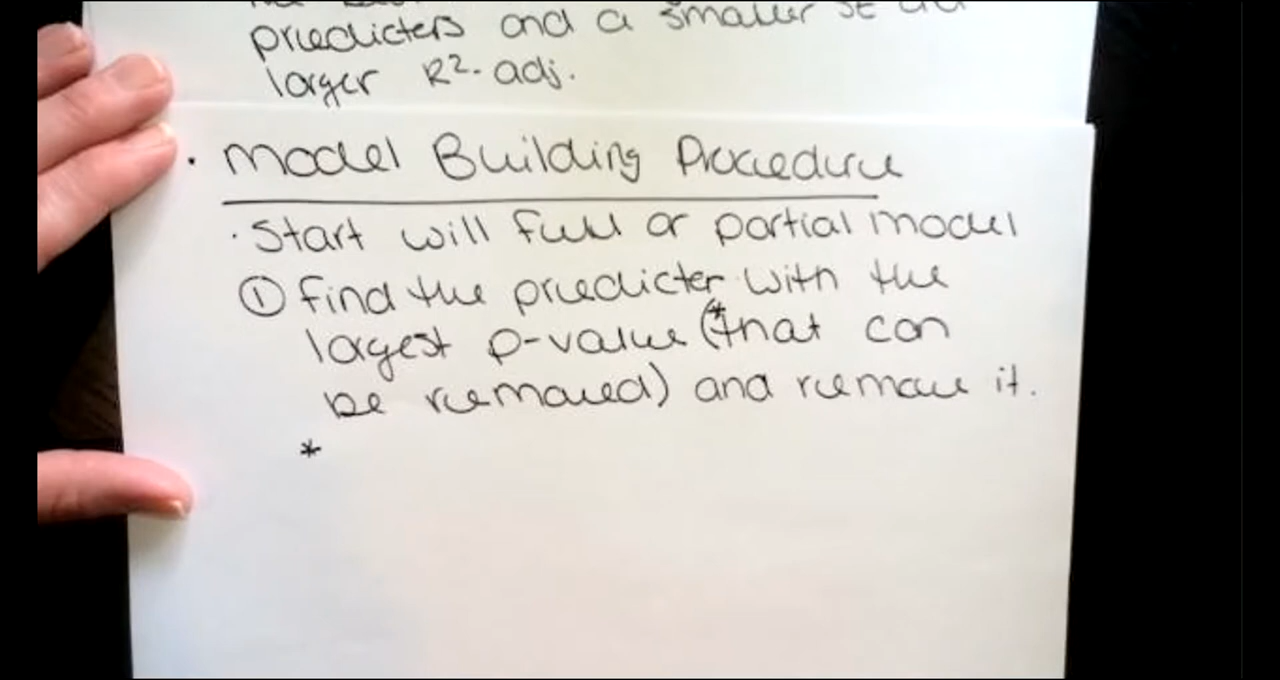 predicters and a smaller se
larger R²-adj.
· Model Building Procedure
· Start will full or partial model
① find the predicter with the
largest p-value (*that can
be removed) and remove it.
*